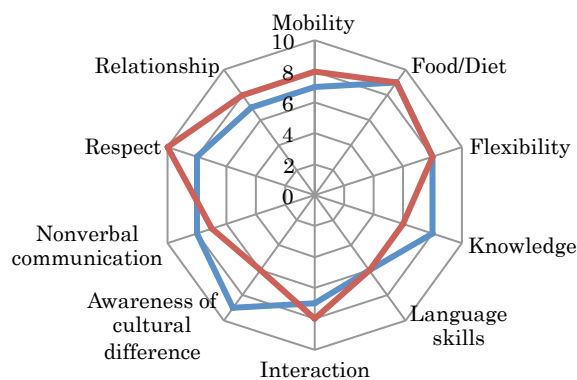 Mobility
10
Relationship
Food/Diet
8
6
Respect
Flexibility
4
2
0
Nonverbal
communication
Knowledge
Awareness of
cultural
difference
Language
skills
Interaction